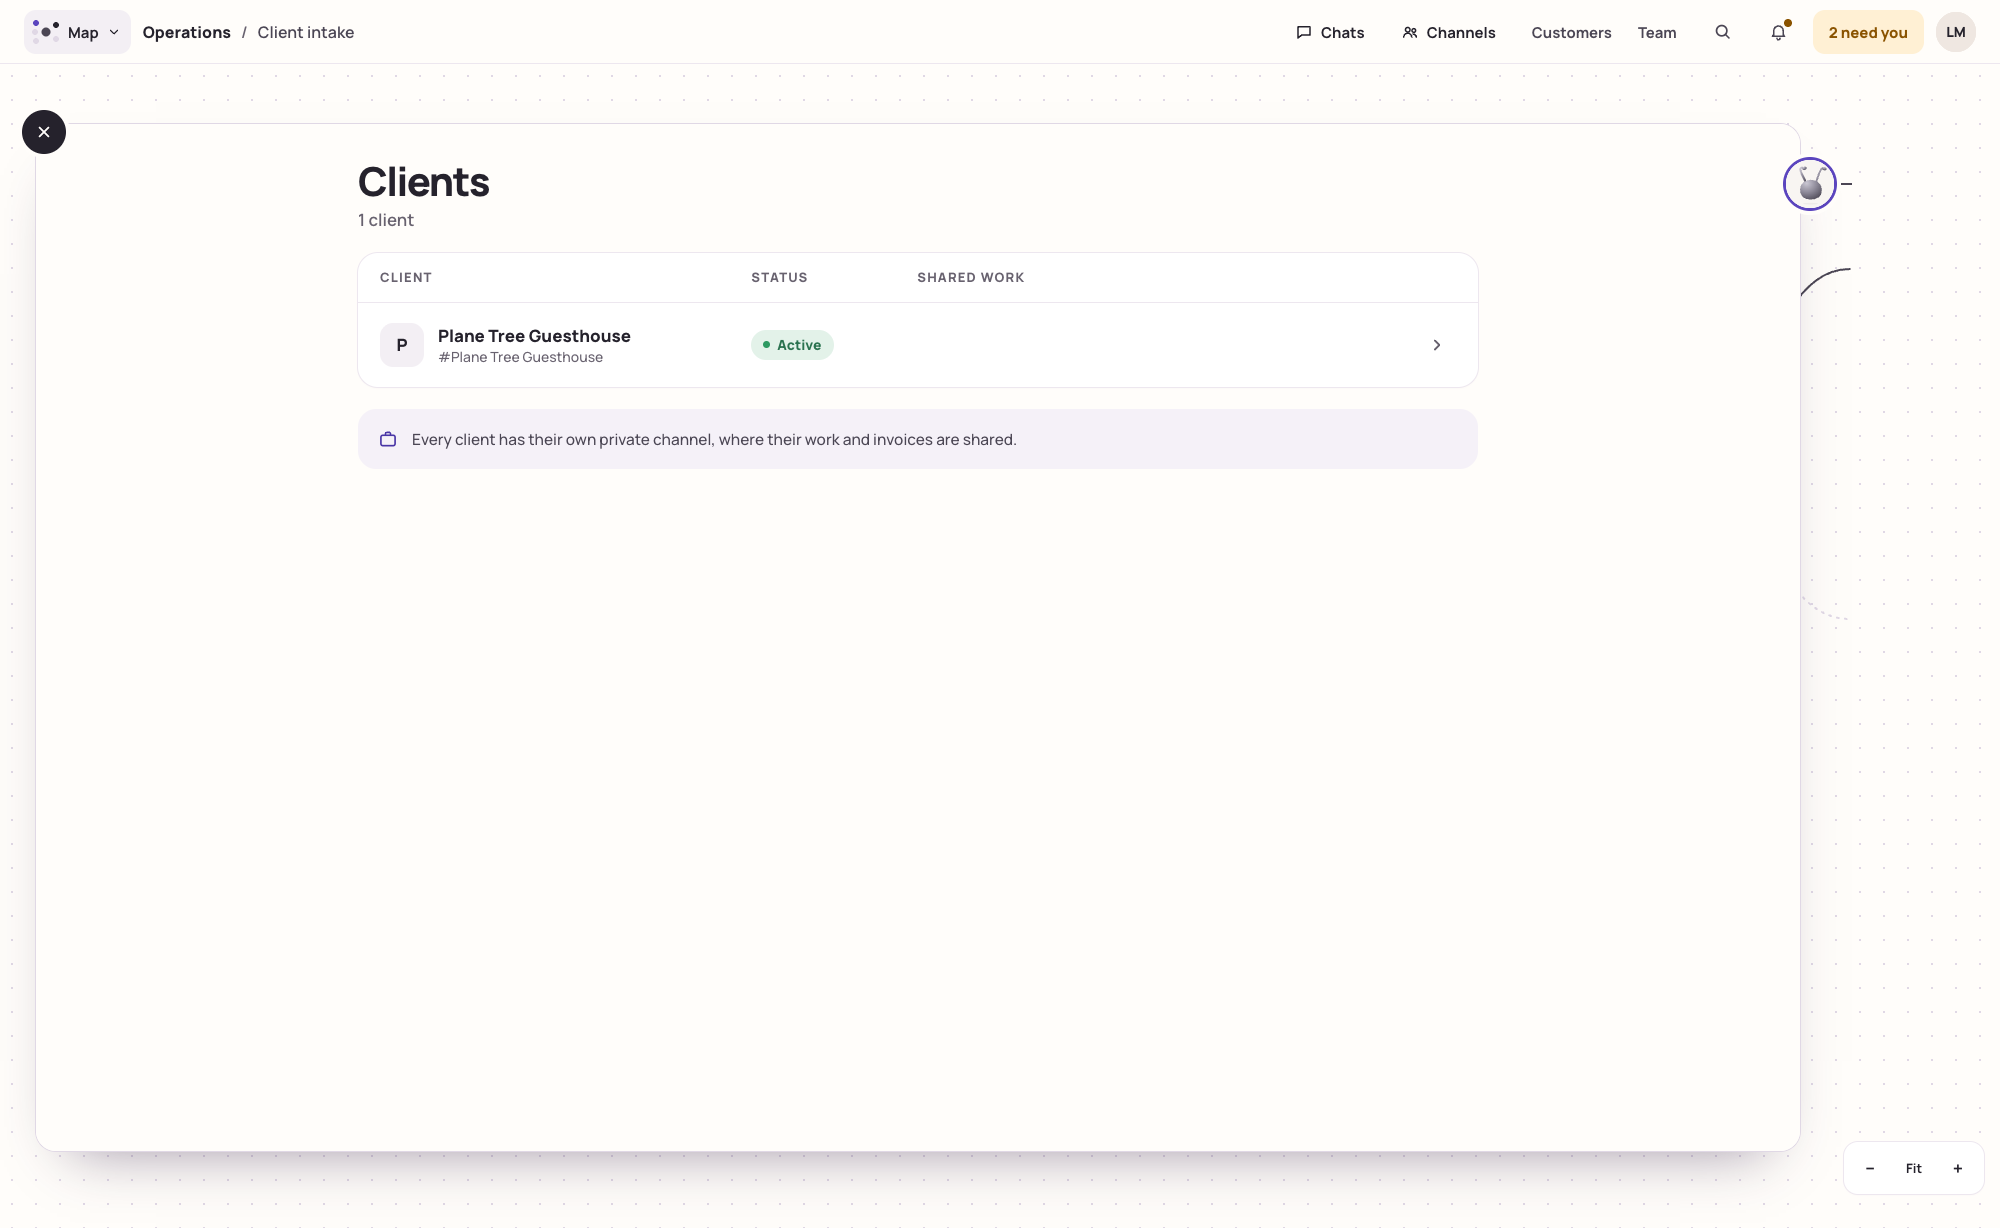 Map
Operations / Client intake
Chats
Channels
Customers
Team
2 need you
LM
Clients
1 client
CLIENT STATUS SHARED WORK
P
Plane Tree Guesthouse
#Plane Tree Guesthouse
Active
Every client has their own private channel, where their work and invoices are shared.
− Fit +